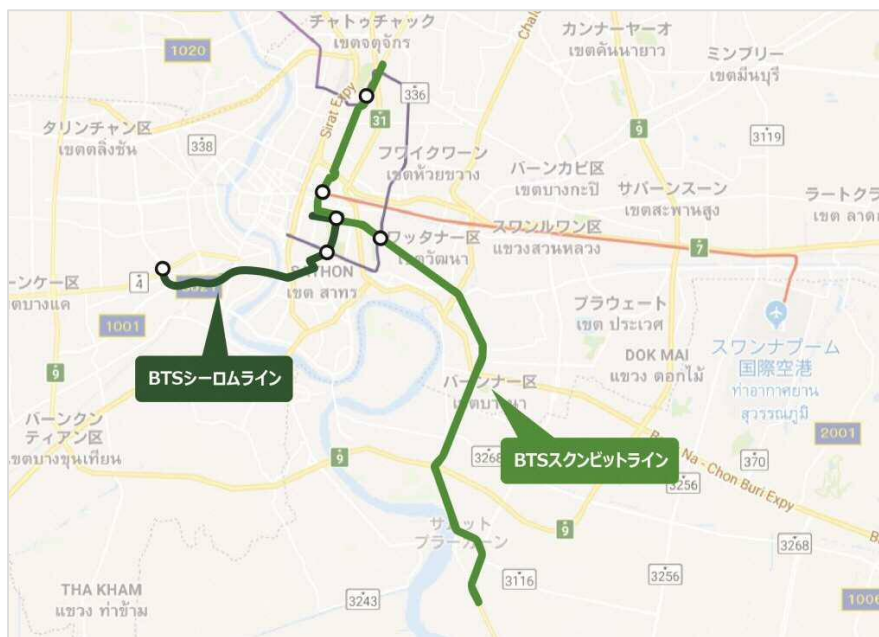 チャトゥチャック
เขตจตุจักร
1020
カンナーヤーオ
เขตคันนายาว
ミンブリー
เขตมีนบุรี
Sirat Expy
336
31
9
3119
タリンチャン区
เขตตลิ่งชัน
338
フワイクワーン
เขตห้วยขวาง
バーンカピ区
เขตบางกะปิ
サパーンスーン
เขตสะพานสูง
ラートクラ
เขต ลาดก
ワッタナー区
เขตวัฒนา
スワンルワン区
แขวงสวนหลวง
7
ーンケー区
ตบางแค
4
เขต สาทร
1001
プラウェート
เขต ประเวศ
スワンナプーム
国際空港
ท่าอากาศยาน
สุวรรณภูมิ
DOK MAI
แขวง ดอกไม้
9
BTSシーロムライン
バーンナー区
バーンクン
ティアン区
เขตบางขุนเทียน
9
BTSスクンビットライン
3268
2001
370
3256
Na - Chon Buri Expy
9
3268
3116
3256
THA KHAM
แขวง ท่าข้าม
3243
1006